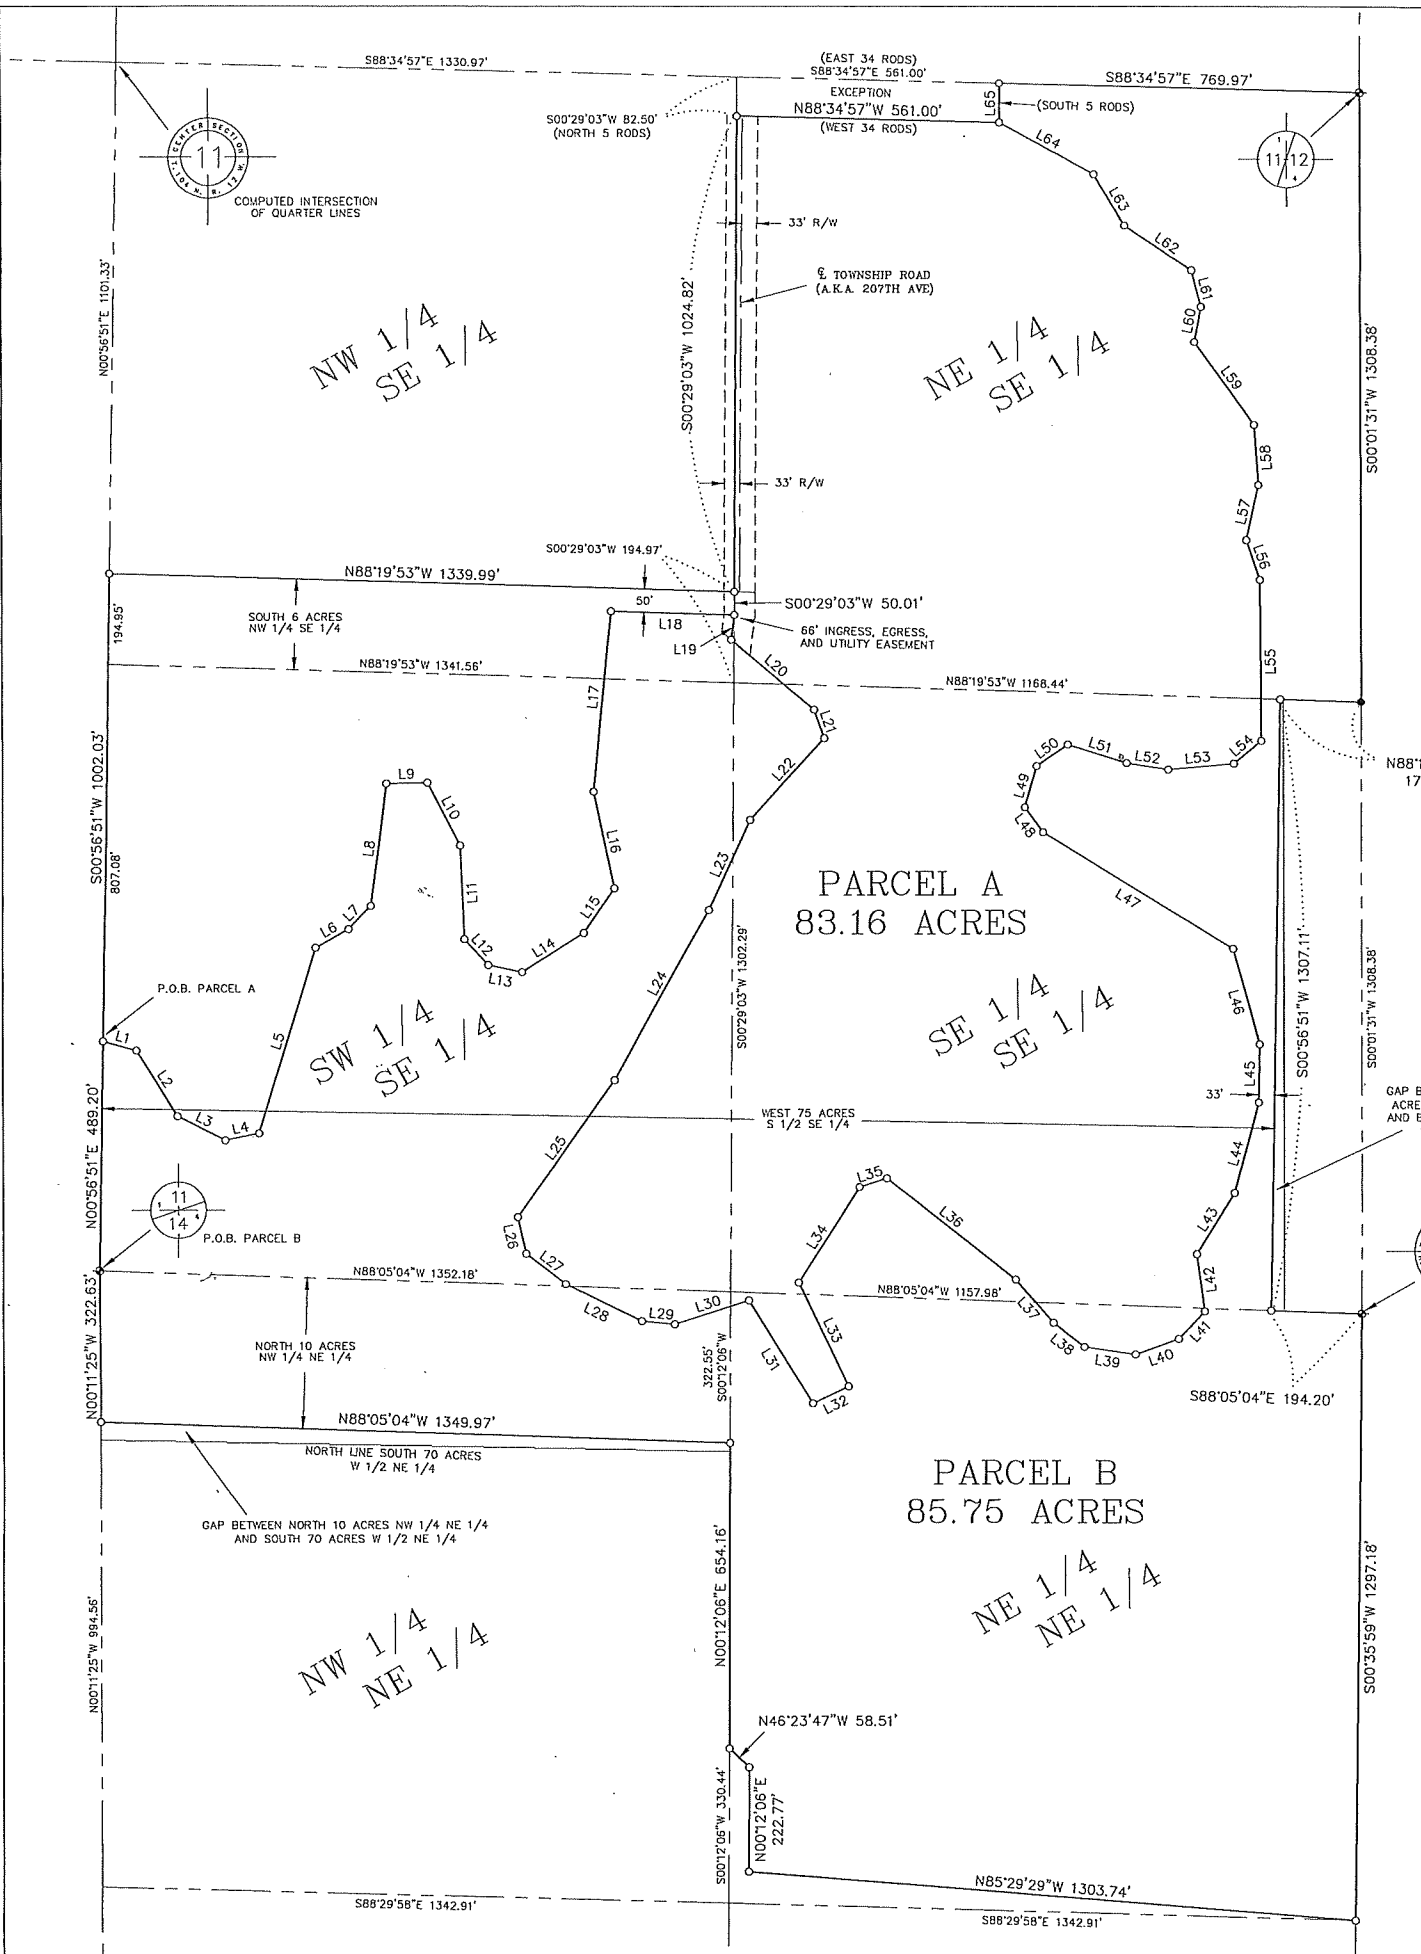 S88°34'57"E 1330.97'
(EAST 34 RODS)
S88°34'57"E 561.00'
S88°34'57"E 769.97'
EXCEPTION
N88°34'57"W 561.00'
(WEST 34 RODS)
L65
(SOUTH 5 RODS)
S00°29'03"W 82.50'
(NORTH 5 RODS)
CENTER SECTION
11
T. 104 N. R. 12 W.
COMPUTED INTERSECTION
OF QUARTER LINES
1
11 12
4
L64
L63
L62
L61
L60
L59
L58
L57
L56
L55
33' R/W
℄ TOWNSHIP ROAD
(A.K.A. 207TH AVE)
N00°56'51"E 1101.33'
S00°29'03"W 1024.82'
S00°01'31"W 1308.38'
NW 1/4
SE 1/4
NE 1/4
SE 1/4
33' R/W
S00°29'03"W 194.97'
N88°19'53"W 1339.99'
50'
S00°29'03"W 50.01'
SOUTH 6 ACRES
NW 1/4 SE 1/4
194.95'
L18
66' INGRESS, EGRESS,
AND UTILITY EASEMENT
L19
L20
N88°19'53"W 1341.56'
N88°19'53"W 1168.44'
L17
L21
L22
L50
L51
L52
L53
L54
N88°1
17
L9
L10
L8
L49
L48
S00°56'51"W 1002.03'
807.08'
L16
L23
L11
PARCEL A
83.16 ACRES
L47
L7
L6
L15
L12
L14
L13
S00°29'03"W 1302.29'
S00°56'51"W 1307.11'
S00°01'31"W 1308.38'
P.O.B. PARCEL A
L24
L46
L1
L5
SW 1/4
SE 1/4
SE 1/4
SE 1/4
L2
L45
33'
L3
L4
WEST 75 ACRES
S 1/2 SE 1/4
GAP B
ACRE
AND B
N00°56'51"E 489.20'
L25
L44
L35
11
1 4
14
P.O.B. PARCEL B
L26
L34
L36
L43
L27
N88°05'04"W 1352.18'
N88°05'04"W 1157.98'
L42
L28
L29
L30
L37
L38
L39
L40
L41
N00°11'25"W 322.63'
NORTH 10 ACRES
NW 1/4 NE 1/4
322.55'
S00°12'06"W
L31
L33
L32
S88°05'04"E 194.20'
N88°05'04"W 1349.97'
NORTH LINE SOUTH 70 ACRES
W 1/2 NE 1/4
PARCEL B
85.75 ACRES
GAP BETWEEN NORTH 10 ACRES NW 1/4 NE 1/4
AND SOUTH 70 ACRES W 1/2 NE 1/4
N00°12'06"E 654.16'
S00°35'59"W 1297.18'
NE 1/4
NE 1/4
N00°11'25"W 994.56'
NW 1/4
NE 1/4
N46°23'47"W 58.51'
S00°12'06"W 330.44'
N00°12'06"E
222.77'
N85°29'29"W 1303.74'
S88°29'58"E 1342.91'
S88°29'58"E 1342.91'